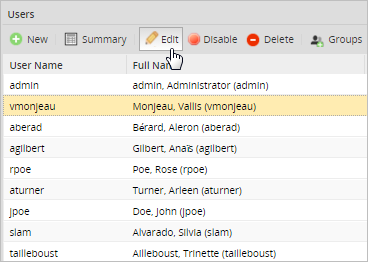 Users
New Summary Edit Disable Delete Groups
User Name Full Na
admin admin, Administrator (admin)
vmonjeau Monjeau, Vallis (vmonjeau)
aberad Bérard, Aleron (aberad)
agilbert Gilbert, Anaïs (agilbert)
rpoe Poe, Rose (rpoe)
aturner Turner, Arleen (aturner)
jpoe Doe, John (jpoe)
slam Alvarado, Silvia (slam)
tailleboust Ailleboust, Trinette (tailleboust)